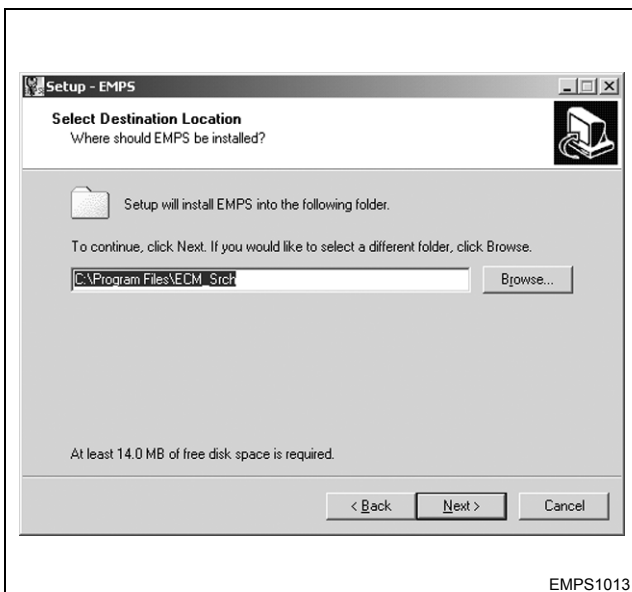 Setup - EMPS
Select Destination Location
Where should EMPS be installed?
Setup will install EMPS into the following folder.
To continue, click Next. If you would like to select a different folder, click Browse.
C:\Program Files\ECM_Srch
Browse...
At least 14.0 MB of free disk space is required.
< Back Next > Cancel
EMPS1013